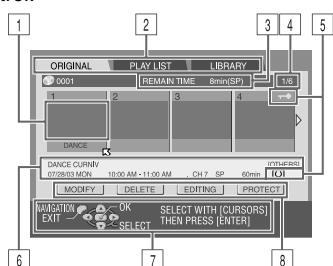 1 2 3 4 5
ORIGINAL PLAY LIST LIBRARY
0001 REMAIN TIME 8min(SP) 1/6
1 2 3 4
DANCE
DANCE CURNIV [OTHERS]
07/28/03 MON 10:00 AM - 11:00 AM , CH 7 SP 60min
MODIFY DELETE EDITING PROTECT
NAVIGATION OK SELECT WITH [CURSORS]
EXIT SELECT THEN PRESS [ENTER]
6 7 8